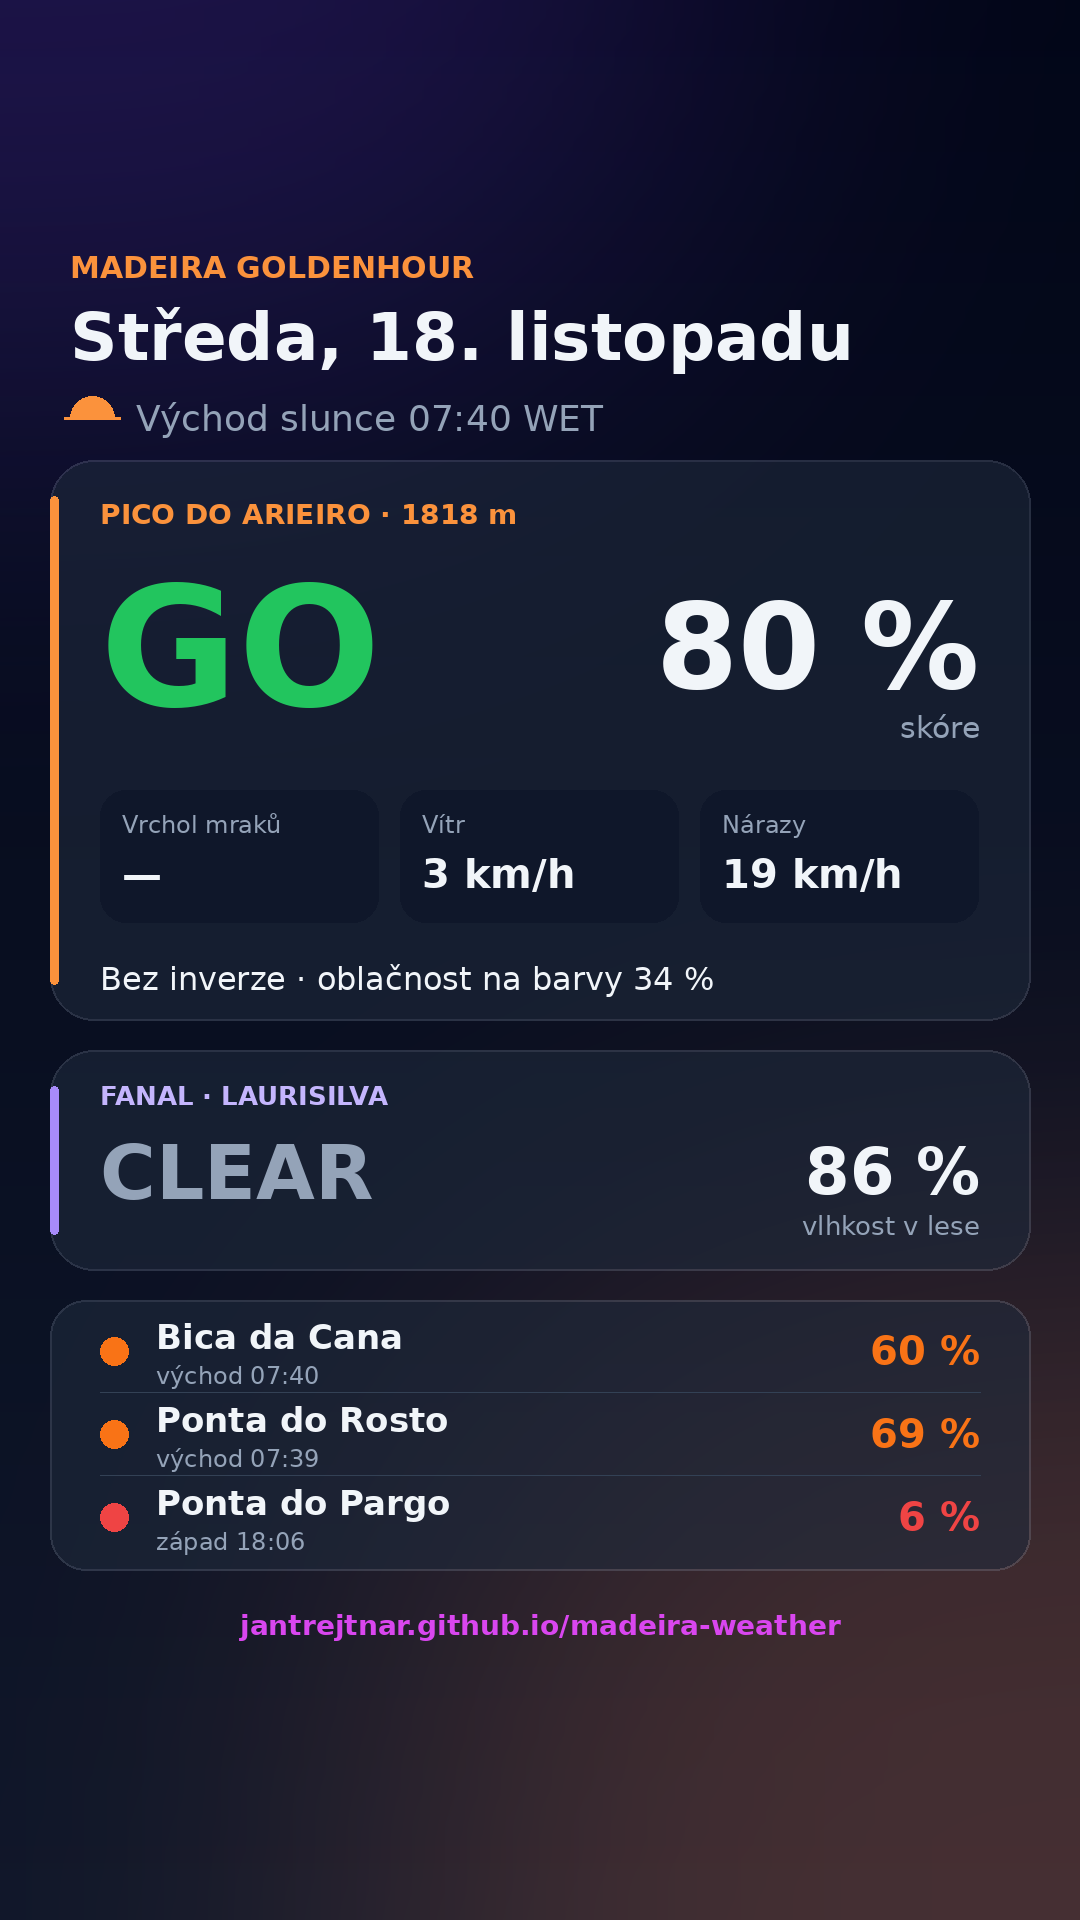 MADEIRA GOLDENHOUR
Středa, 18. listopadu
Východ slunce 07:40 WET
PICO DO ARIEIRO · 1818 m
GO
80 %
skóre
Vrchol mraků
—
Vítr
3 km/h
Nárazy
19 km/h
Bez inverze · oblačnost na barvy 34 %
FANAL · LAURISILVA
CLEAR
86 %
vlhkost v lese
Bica da Cana
východ 07:40
60 %
Ponta do Rosto
východ 07:39
69 %
Ponta do Pargo
západ 18:06
6 %
jantrejtnar.github.io/madeira-weather